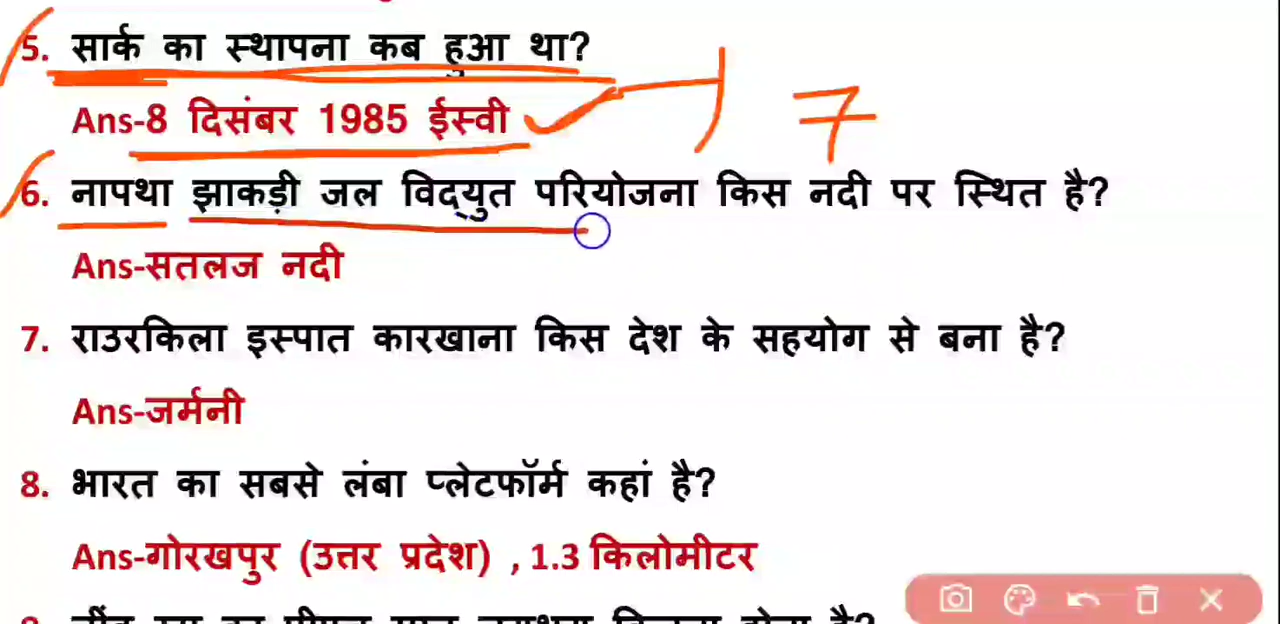 5. सार्क का स्थापना कब हुआ था?
Ans-8 दिसंबर 1985 ईस्वी
7
6. नापथा झाकड़ी जल विद्युत परियोजना किस नदी पर स्थित है?
Ans-सतलज नदी
7. राउरकिला इस्पात कारखाना किस देश के सहयोग से बना है?
Ans-जर्मनी
8. भारत का सबसे लंबा प्लेटफॉर्म कहां है?
Ans-गोरखपुर (उत्तर प्रदेश) , 1.3 किलोमीटर